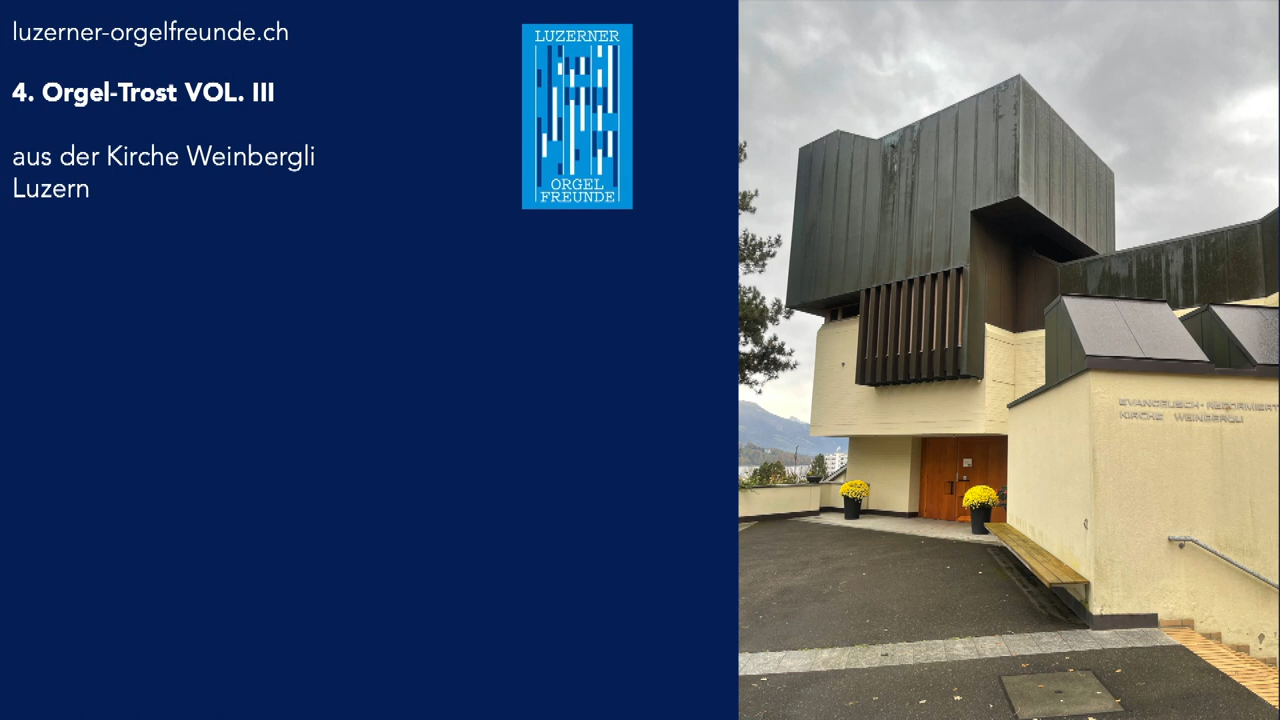 luzerner-orgelfreunde.ch
4. Orgel-Trost VOL. III
aus der Kirche Weinbergli
Luzern
LUZERNER
ORGEL
FREUNDE
EVANGELISCH-REFORMIERT
KIRCHE WEINBERGLI